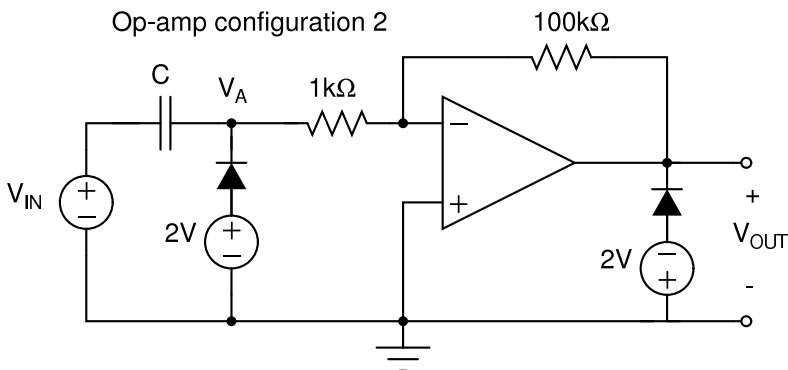 Op-amp configuration 2
100kΩ
C
V_A
1kΩ
V_IN
+
−
2V
+
−
−
+
2V
−
+
+
V_OUT
-